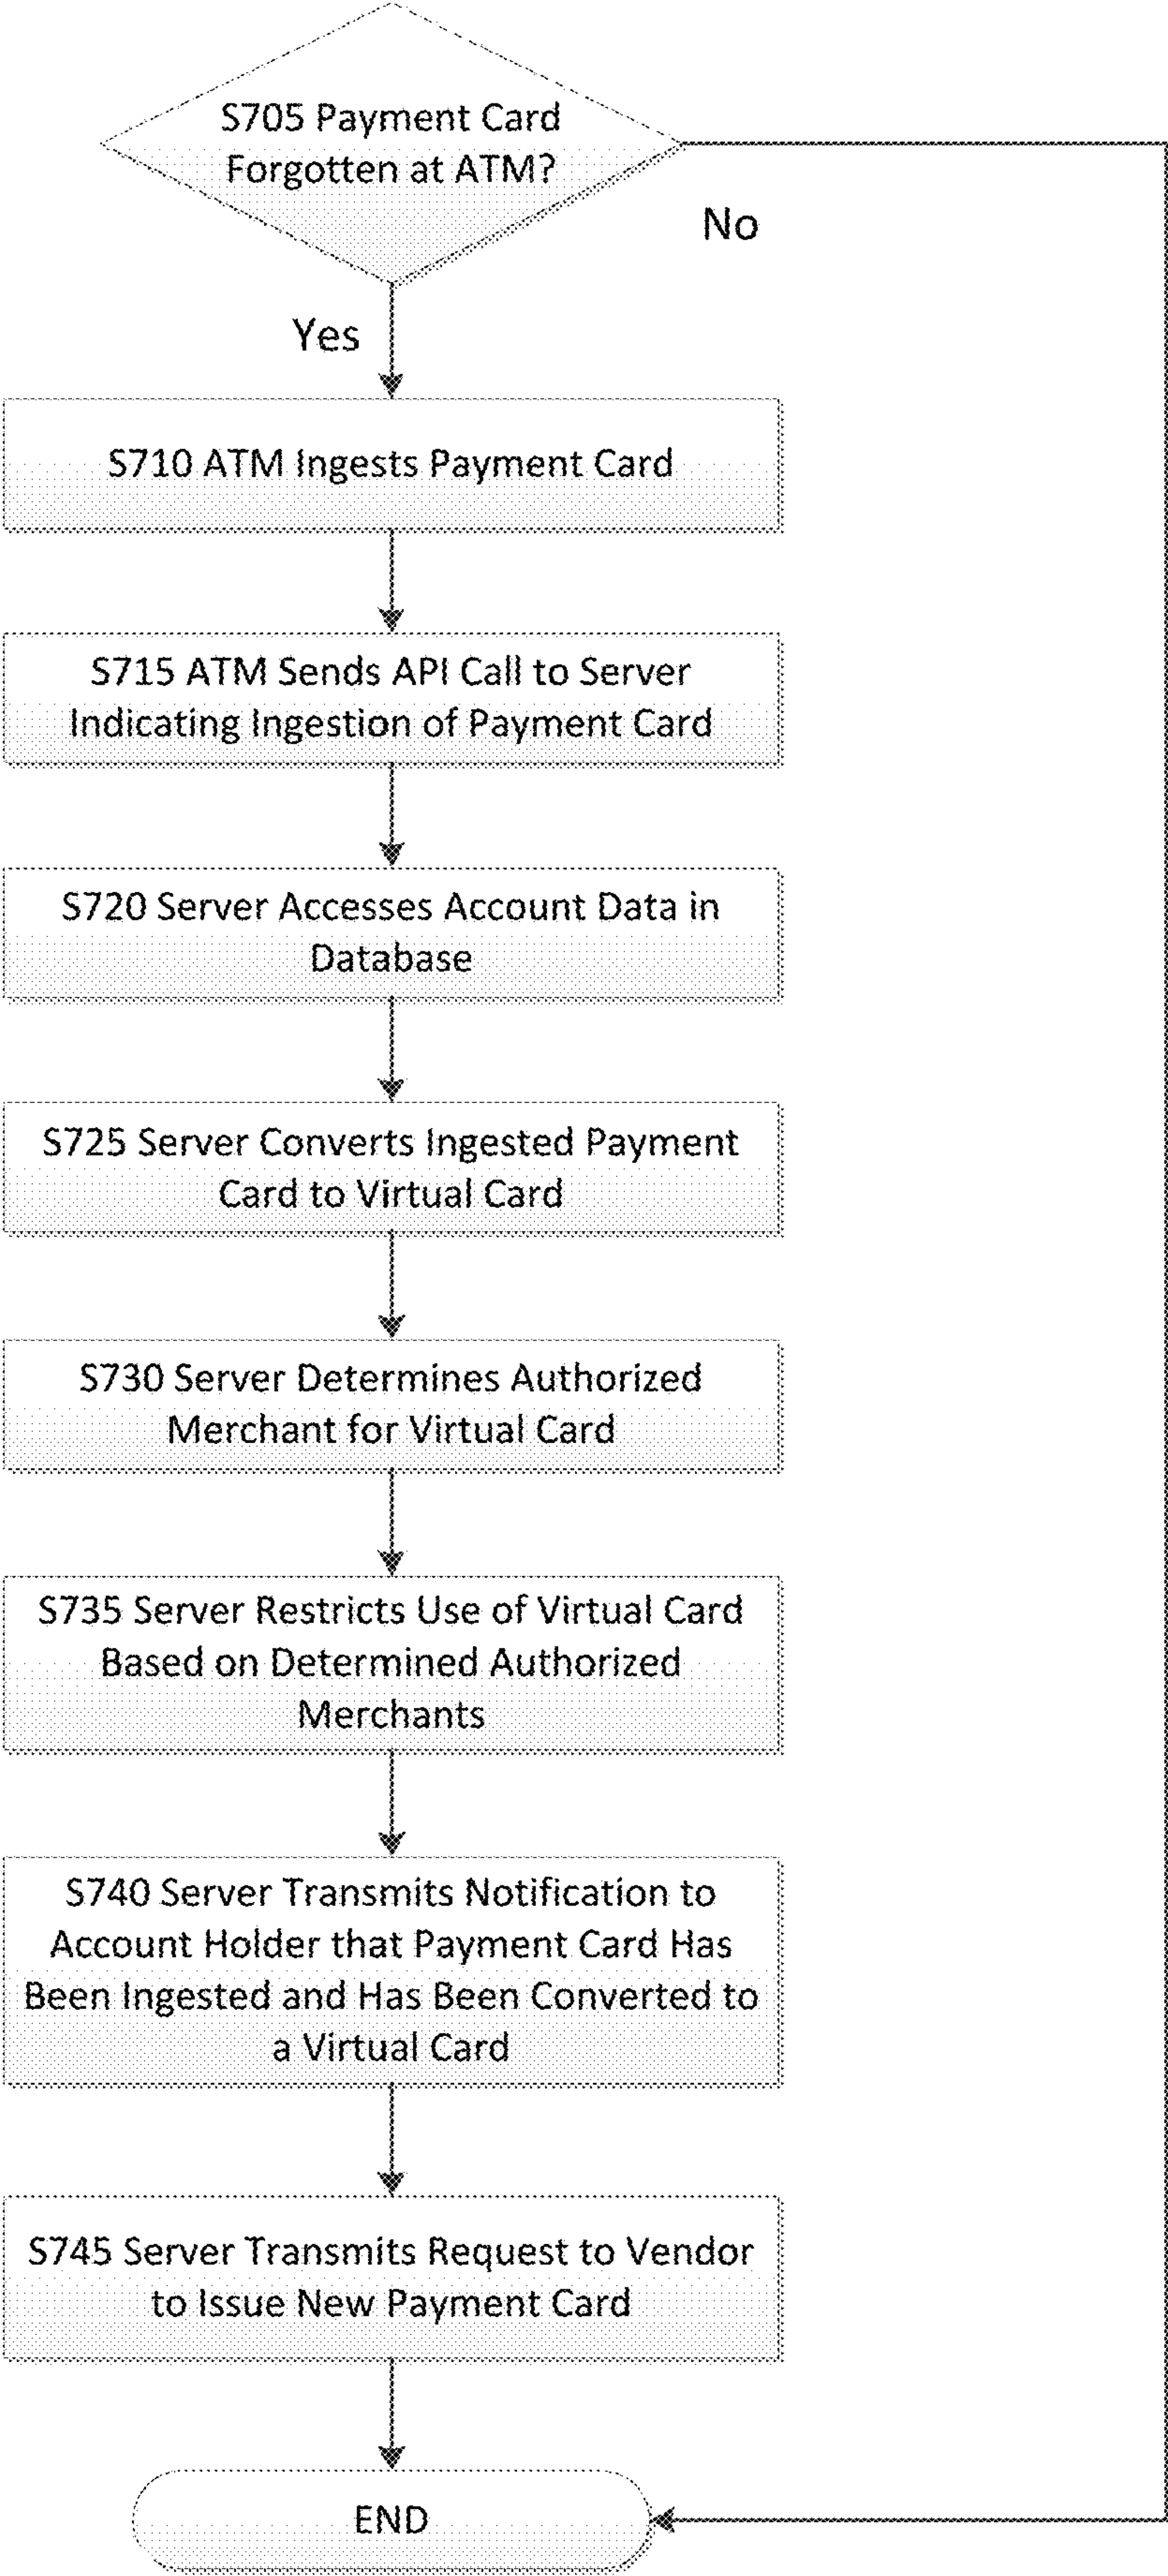 S705 Payment Card
Forgotten at ATM?
No
Yes
S710 ATM Ingests Payment Card
S715 ATM Sends API Call to Server
Indicating Ingestion of Payment Card
S720 Server Accesses Account Data in
Database
S725 Server Converts Ingested Payment
Card to Virtual Card
S730 Server Determines Authorized
Merchant for Virtual Card
S735 Server Restricts Use of Virtual Card
Based on Determined Authorized
Merchants
S740 Server Transmits Notification to
Account Holder that Payment Card Has
Been Ingested and Has Been Converted to
a Virtual Card
S745 Server Transmits Request to Vendor
to Issue New Payment Card
END